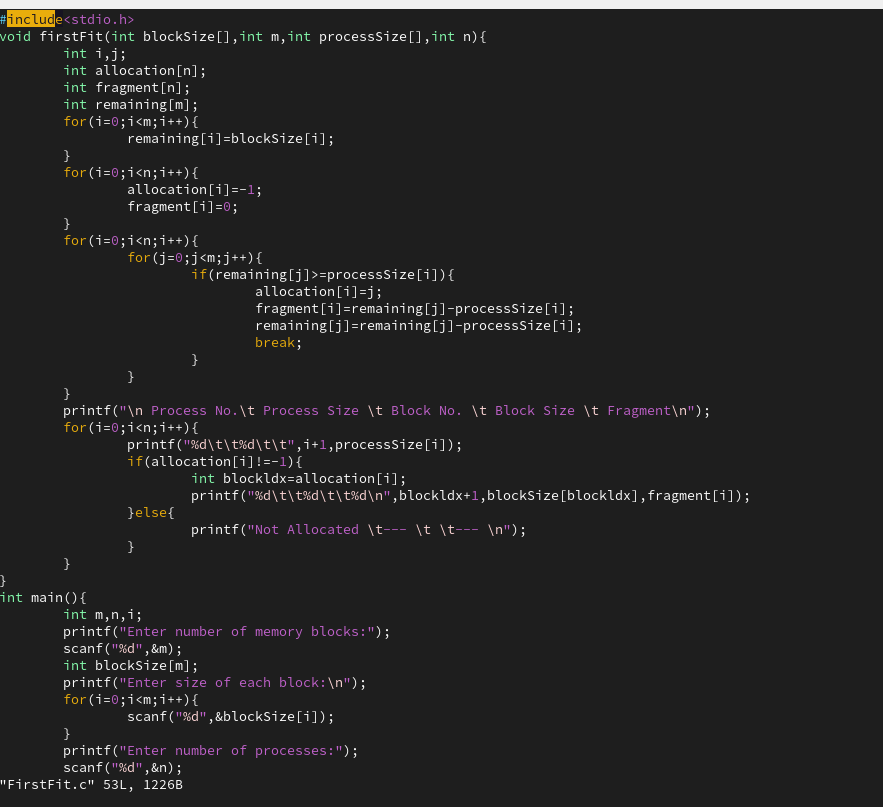 #include<stdio.h>
void firstFit(int blockSize[],int m,int processSize[],int n){
        int i,j;
        int allocation[n];
        int fragment[n];
        int remaining[m];
        for(i=0;i<m;i++){
                remaining[i]=blockSize[i];
        }
        for(i=0;i<n;i++){
                allocation[i]=-1;
                fragment[i]=0;
        }
        for(i=0;i<n;i++){
                for(j=0;j<m;j++){
                        if(remaining[j]>=processSize[i]){
                                allocation[i]=j;
                                fragment[i]=remaining[j]-processSize[i];
                                remaining[j]=remaining[j]-processSize[i];
                                break;
                        }
                }
        }
        printf("\n Process No.\t Process Size \t Block No. \t Block Size \t Fragment\n");
        for(i=0;i<n;i++){
                printf("%d\t\t%d\t\t",i+1,processSize[i]);
                if(allocation[i]!=-1){
                        int blockldx=allocation[i];
                        printf("%d\t\t%d\t\t%d\n",blockldx+1,blockSize[blockldx],fragment[i]);
                }else{
                        printf("Not Allocated \t--- \t \t--- \n");
                }
        }
}
int main(){
        int m,n,i;
        printf("Enter number of memory blocks:");
        scanf("%d",&m);
        int blockSize[m];
        printf("Enter size of each block:\n");
        for(i=0;i<m;i++){
                scanf("%d",&blockSize[i]);
        }
        printf("Enter number of processes:");
        scanf("%d",&n);
"FirstFit.c" 53L, 1226B